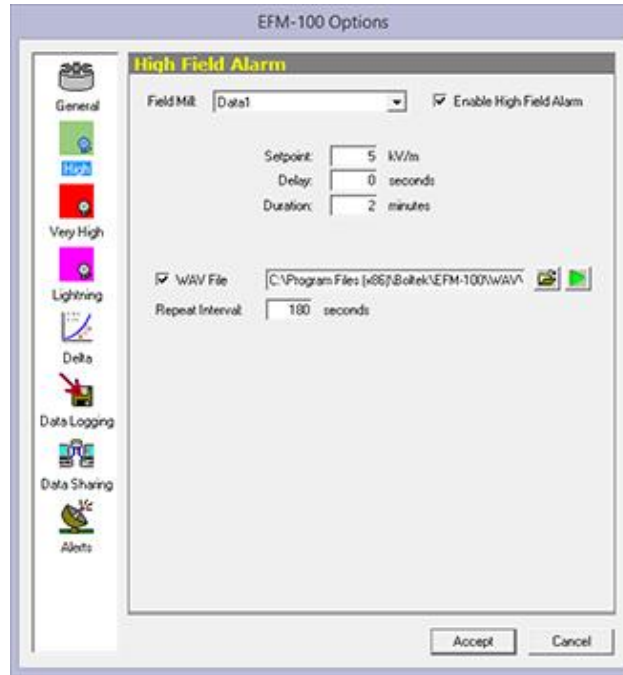 EFM-100 Options
General
High
Very High
Lightning
Delta
Data Logging
Data Sharing
Alerts
High Field Alarm
Field Mill: Data1
Enable High Field Alarm
Setpoint: 5 kV/m
Delay: 0 seconds
Duration: 2 minutes
WAV File C:\Program Files (x86)\Boltek\EFM-100\WAV\
Repeat Interval: 180 seconds
Accept Cancel